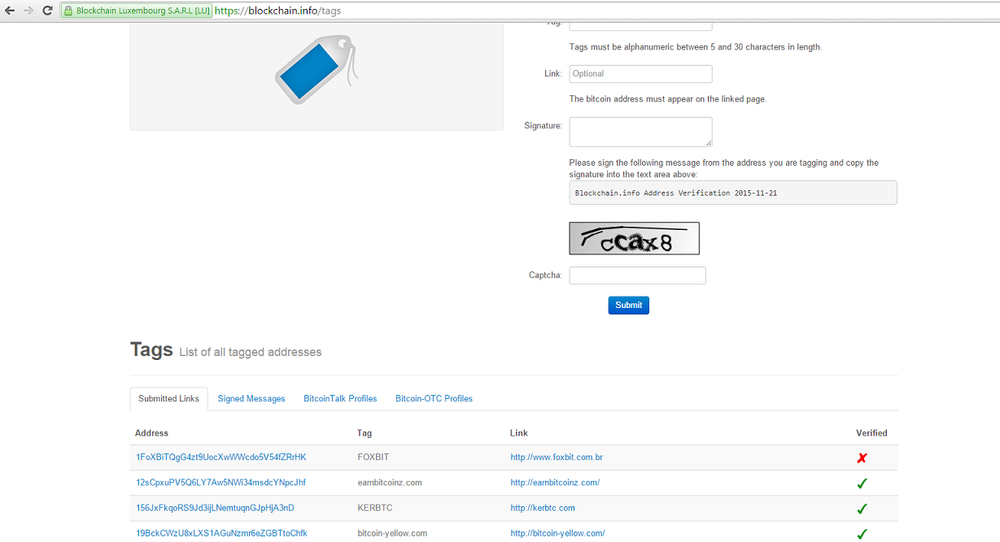 Blockchain Luxembourg S.A.R.L [LU] https://blockchain.info/tags
Tag:
Tags must be alphanumeric between 5 and 30 characters in length.
Link: Optional
The bitcoin address must appear on the linked page.
Signature:
Please sign the following message from the address you are tagging and copy the
signature into the text area above:
Blockchain.info Address Verification 2015-11-21
ccax8
Captcha:
Submit
Tags List of all tagged addresses
Submitted Links Signed Messages BitcoinTalk Profiles Bitcoin-OTC Profiles
Address Tag Link Verified
1FoXBiTQgG4zt9UocXwWWcdo5V54fZRrHK FOXBIT http://www.foxbit.com.br
12sCpxuPV5Q6LY7Aw5NWi34msdcYNpcJhf earnbitcoinz.com http://earnbitcoinz.com/
156JxFkqoRS9Jd3ijLNemtuqnGJpHjA3nD KERBTC http://kerbtc.com
19BckCWzU8xLXS1AGuNzmr6eZGBTtoChfk bitcoin-yellow.com http://bitcoin-yellow.com/